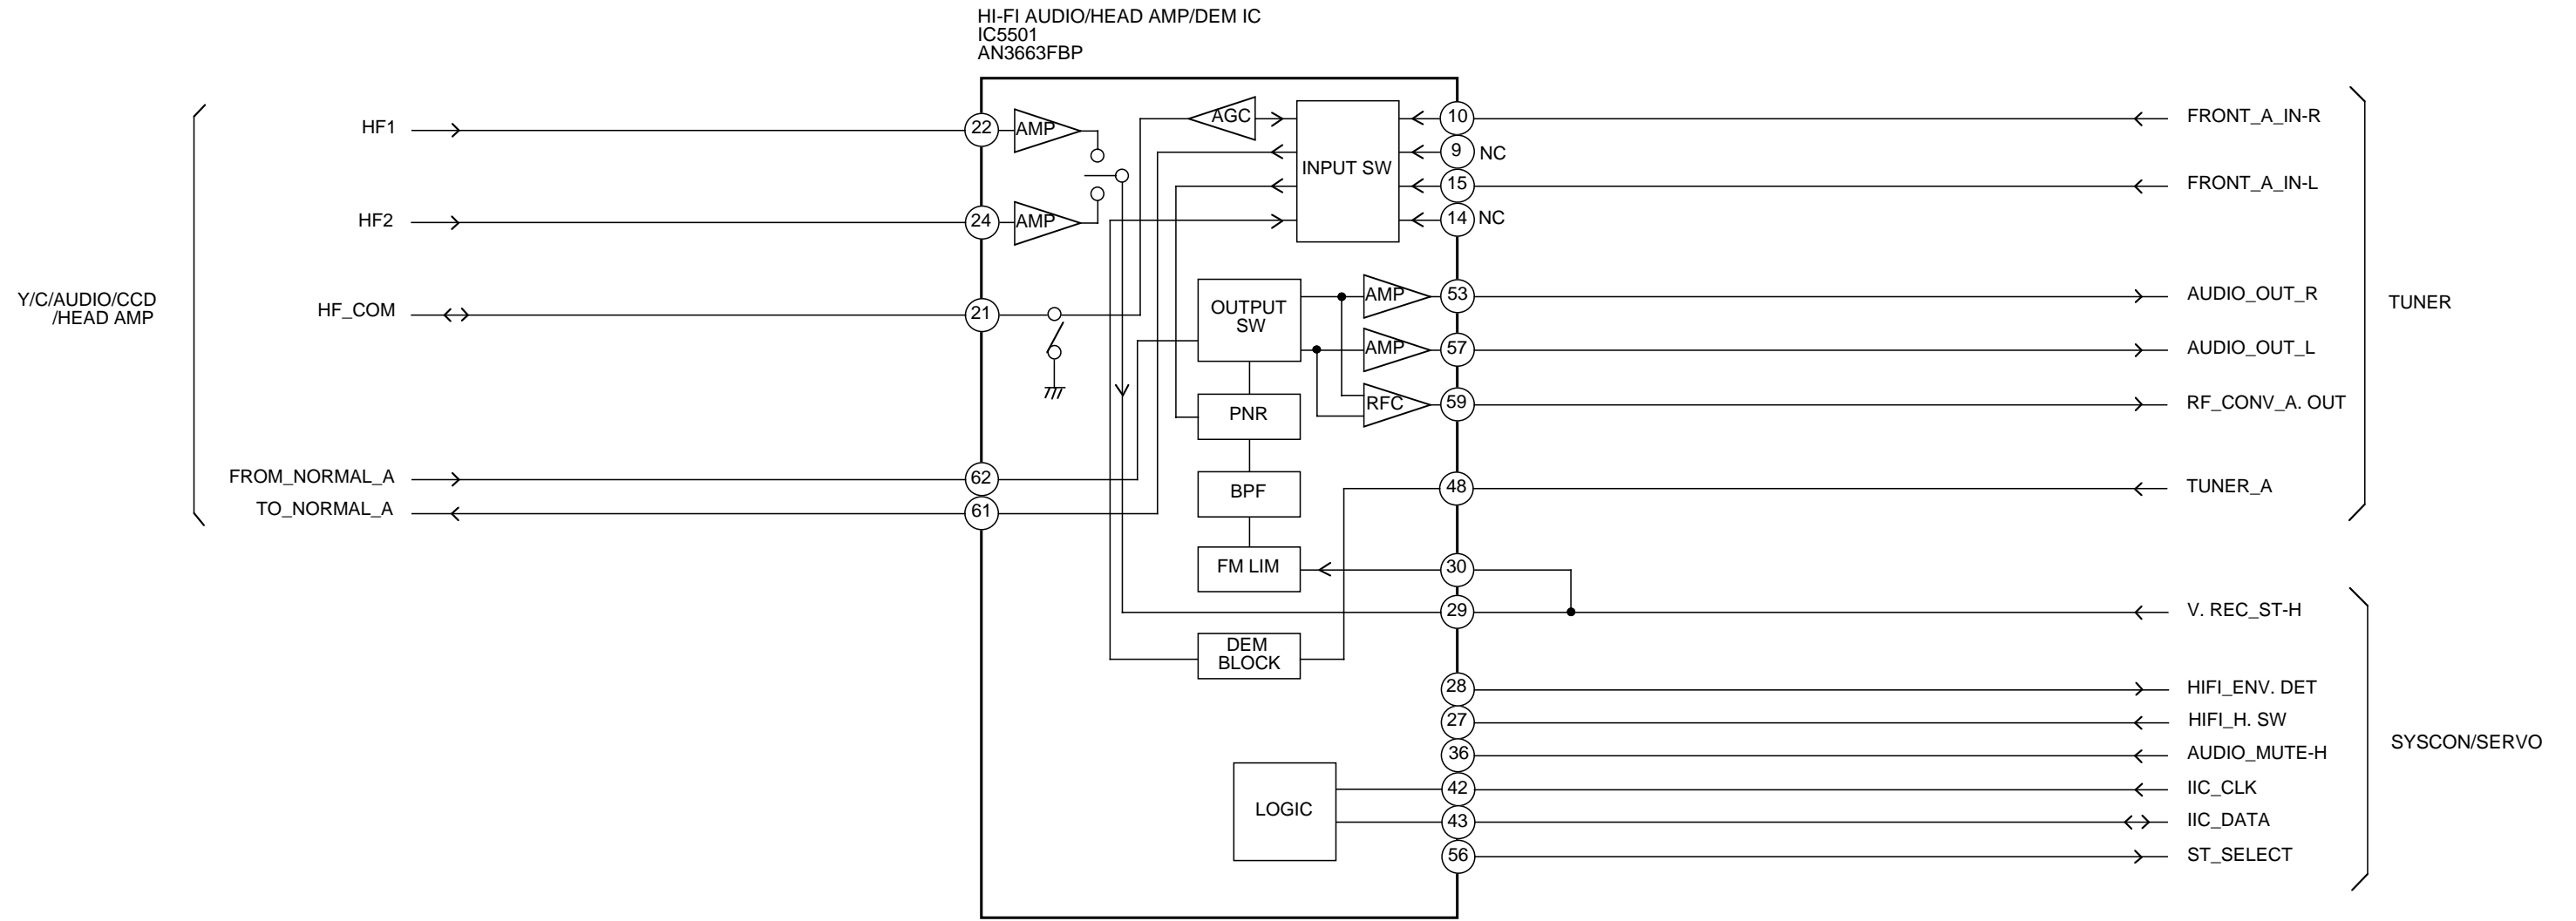 HI-FI AUDIO/HEAD AMP/DEM IC
IC5501
AN3663FBP
Y/C/AUDIO/CCD
/HEAD AMP
HF1
HF2
HF_COM
FROM_NORMAL_A
TO_NORMAL_A
22
24
21
62
61
AMP
AMP
AGC
INPUT SW
OUTPUT
SW
AMP
AMP
RFC
PNR
BPF
FM LIM
DEM
BLOCK
LOGIC
10
9 NC
15
14 NC
53
57
59
48
30
29
28
27
36
42
43
56
FRONT_A_IN-R
FRONT_A_IN-L
AUDIO_OUT_R
AUDIO_OUT_L
RF_CONV_A. OUT
TUNER_A
V. REC_ST-H
HIFI_ENV. DET
HIFI_H. SW
AUDIO_MUTE-H
IIC_CLK
IIC_DATA
ST_SELECT
TUNER
SYSCON/SERVO